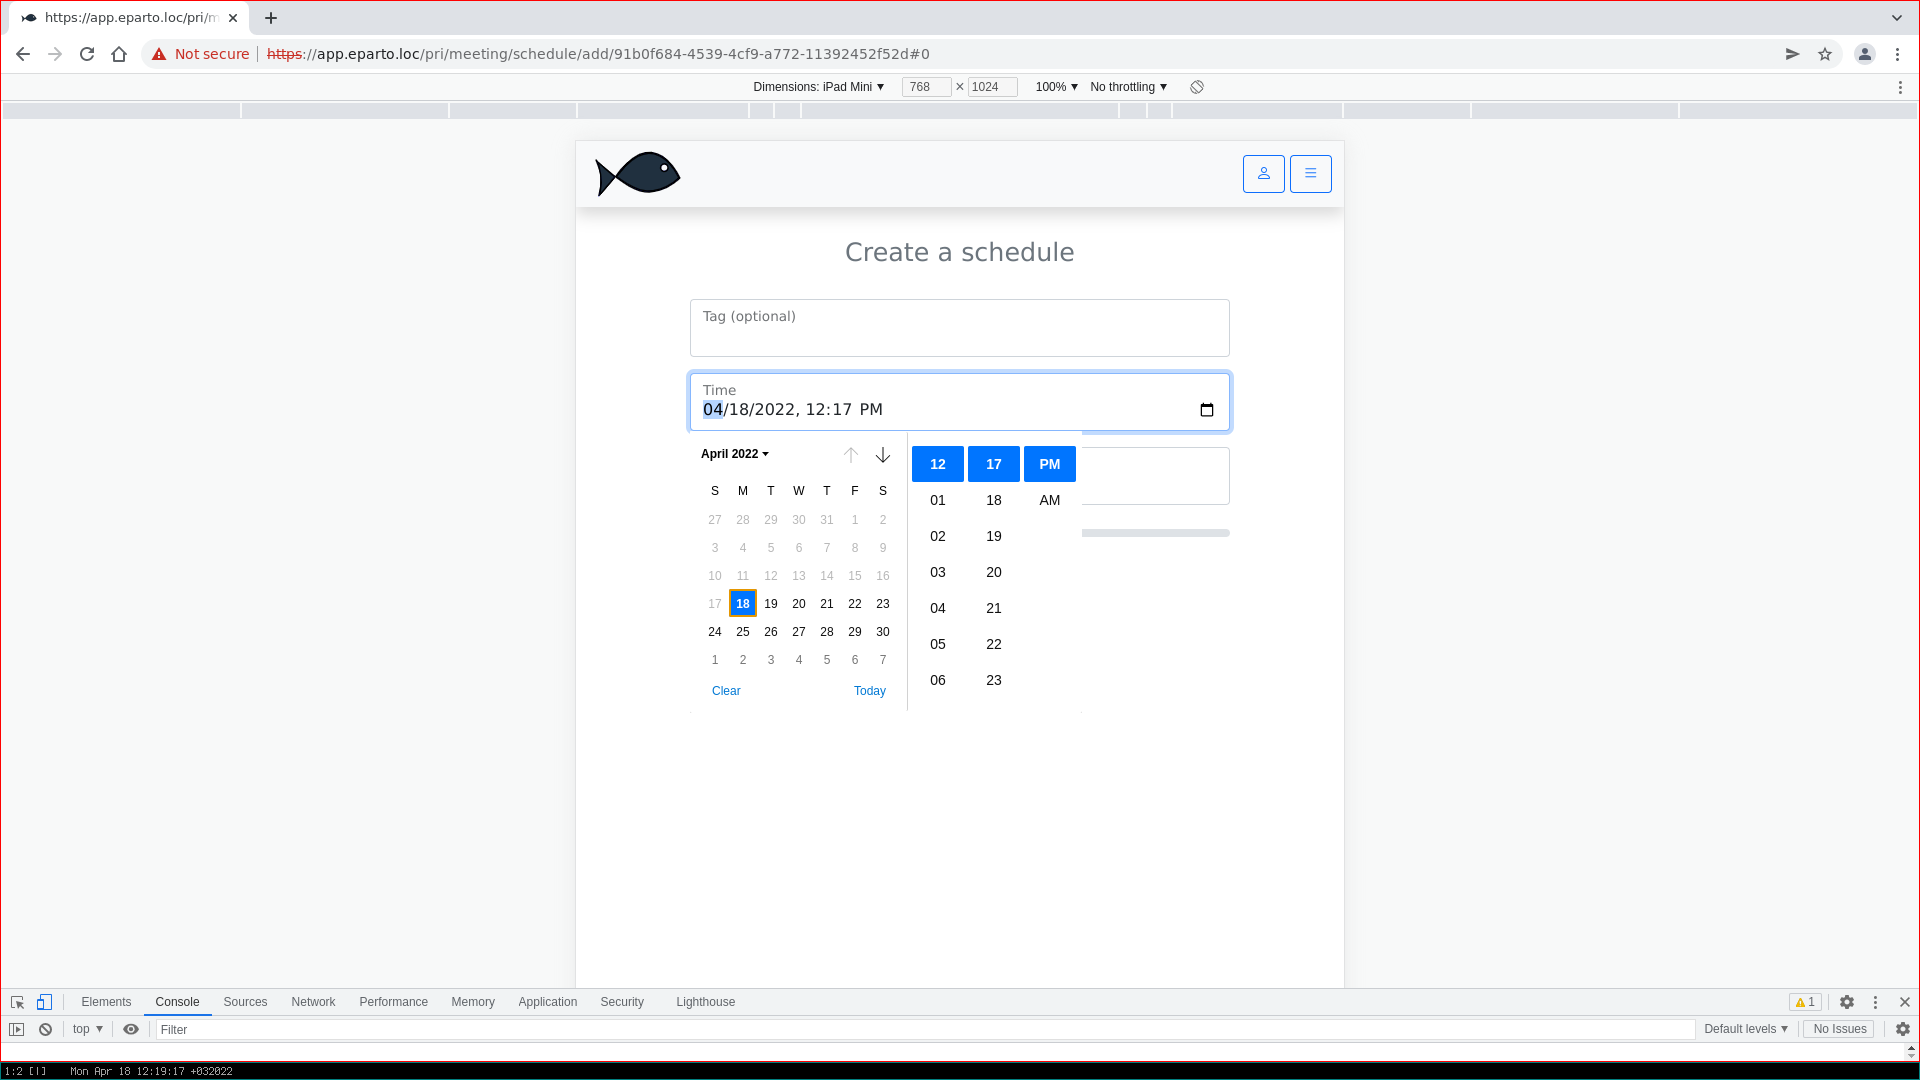 https://app.eparto.loc/pri/m
Not secure https://app.eparto.loc/pri/meeting/schedule/add/91b0f684-4539-4cf9-a772-11392452f52d#0
Dimensions: iPad Mini 768 × 1024 100% No throttling
Create a schedule
Tag (optional)
Time
04/18/2022, 12:17 PM
April 2022
S M T W T F S
27 28 29 30 31 1 2
3 4 5 6 7 8 9
10 11 12 13 14 15 16
17 18 19 20 21 22 23
24 25 26 27 28 29 30
1 2 3 4 5 6 7
Clear Today
12 17 PM
01 18 AM
02 19
03 20
04 21
05 22
06 23
Elements Console Sources Network Performance Memory Application Security Lighthouse 1
top Filter Default levels No Issues
1:2 [|] Mon Apr 18 12:19:17 +032022